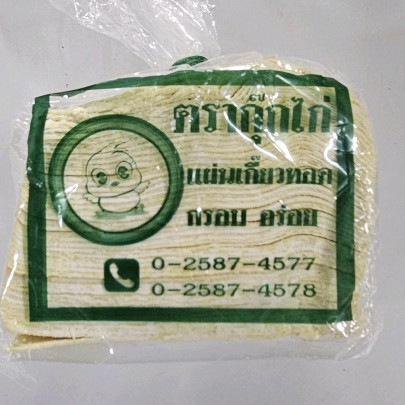 ตรากุ๊กไก่
แผ่นเกี๊ยวทอด
กรอบ อร่อย
0-2587-4577
0-2587-4578